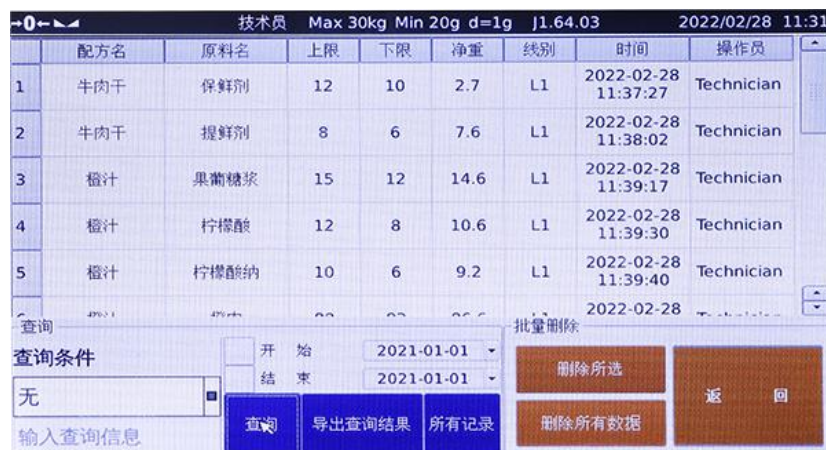 →0← 技术员 Max 30kg Min 20g d=1g J1.64.03 2022/02/28 11:31
配方名 原料名 上限 下限 净重 线别 时间 操作员
1 牛肉干 保鲜剂 12 10 2.7 L1 2022-02-28 11:37:27 Technician
2 牛肉干 提鲜剂 8 6 7.6 L1 2022-02-28 11:38:02 Technician
3 橙汁 果葡糖浆 15 12 14.6 L1 2022-02-28 11:39:17 Technician
4 橙汁 柠檬酸 12 8 10.6 L1 2022-02-28 11:39:30 Technician
5 橙汁 柠檬酸纳 10 6 9.2 L1 2022-02-28 11:39:40 Technician
2022-02-28
查询
批量删除
查询条件
开 始 2021-01-01
结 束 2021-01-01
无
输入查询信息
查询
导出查询结果
所有记录
删除所选
删除所有数据
返 回